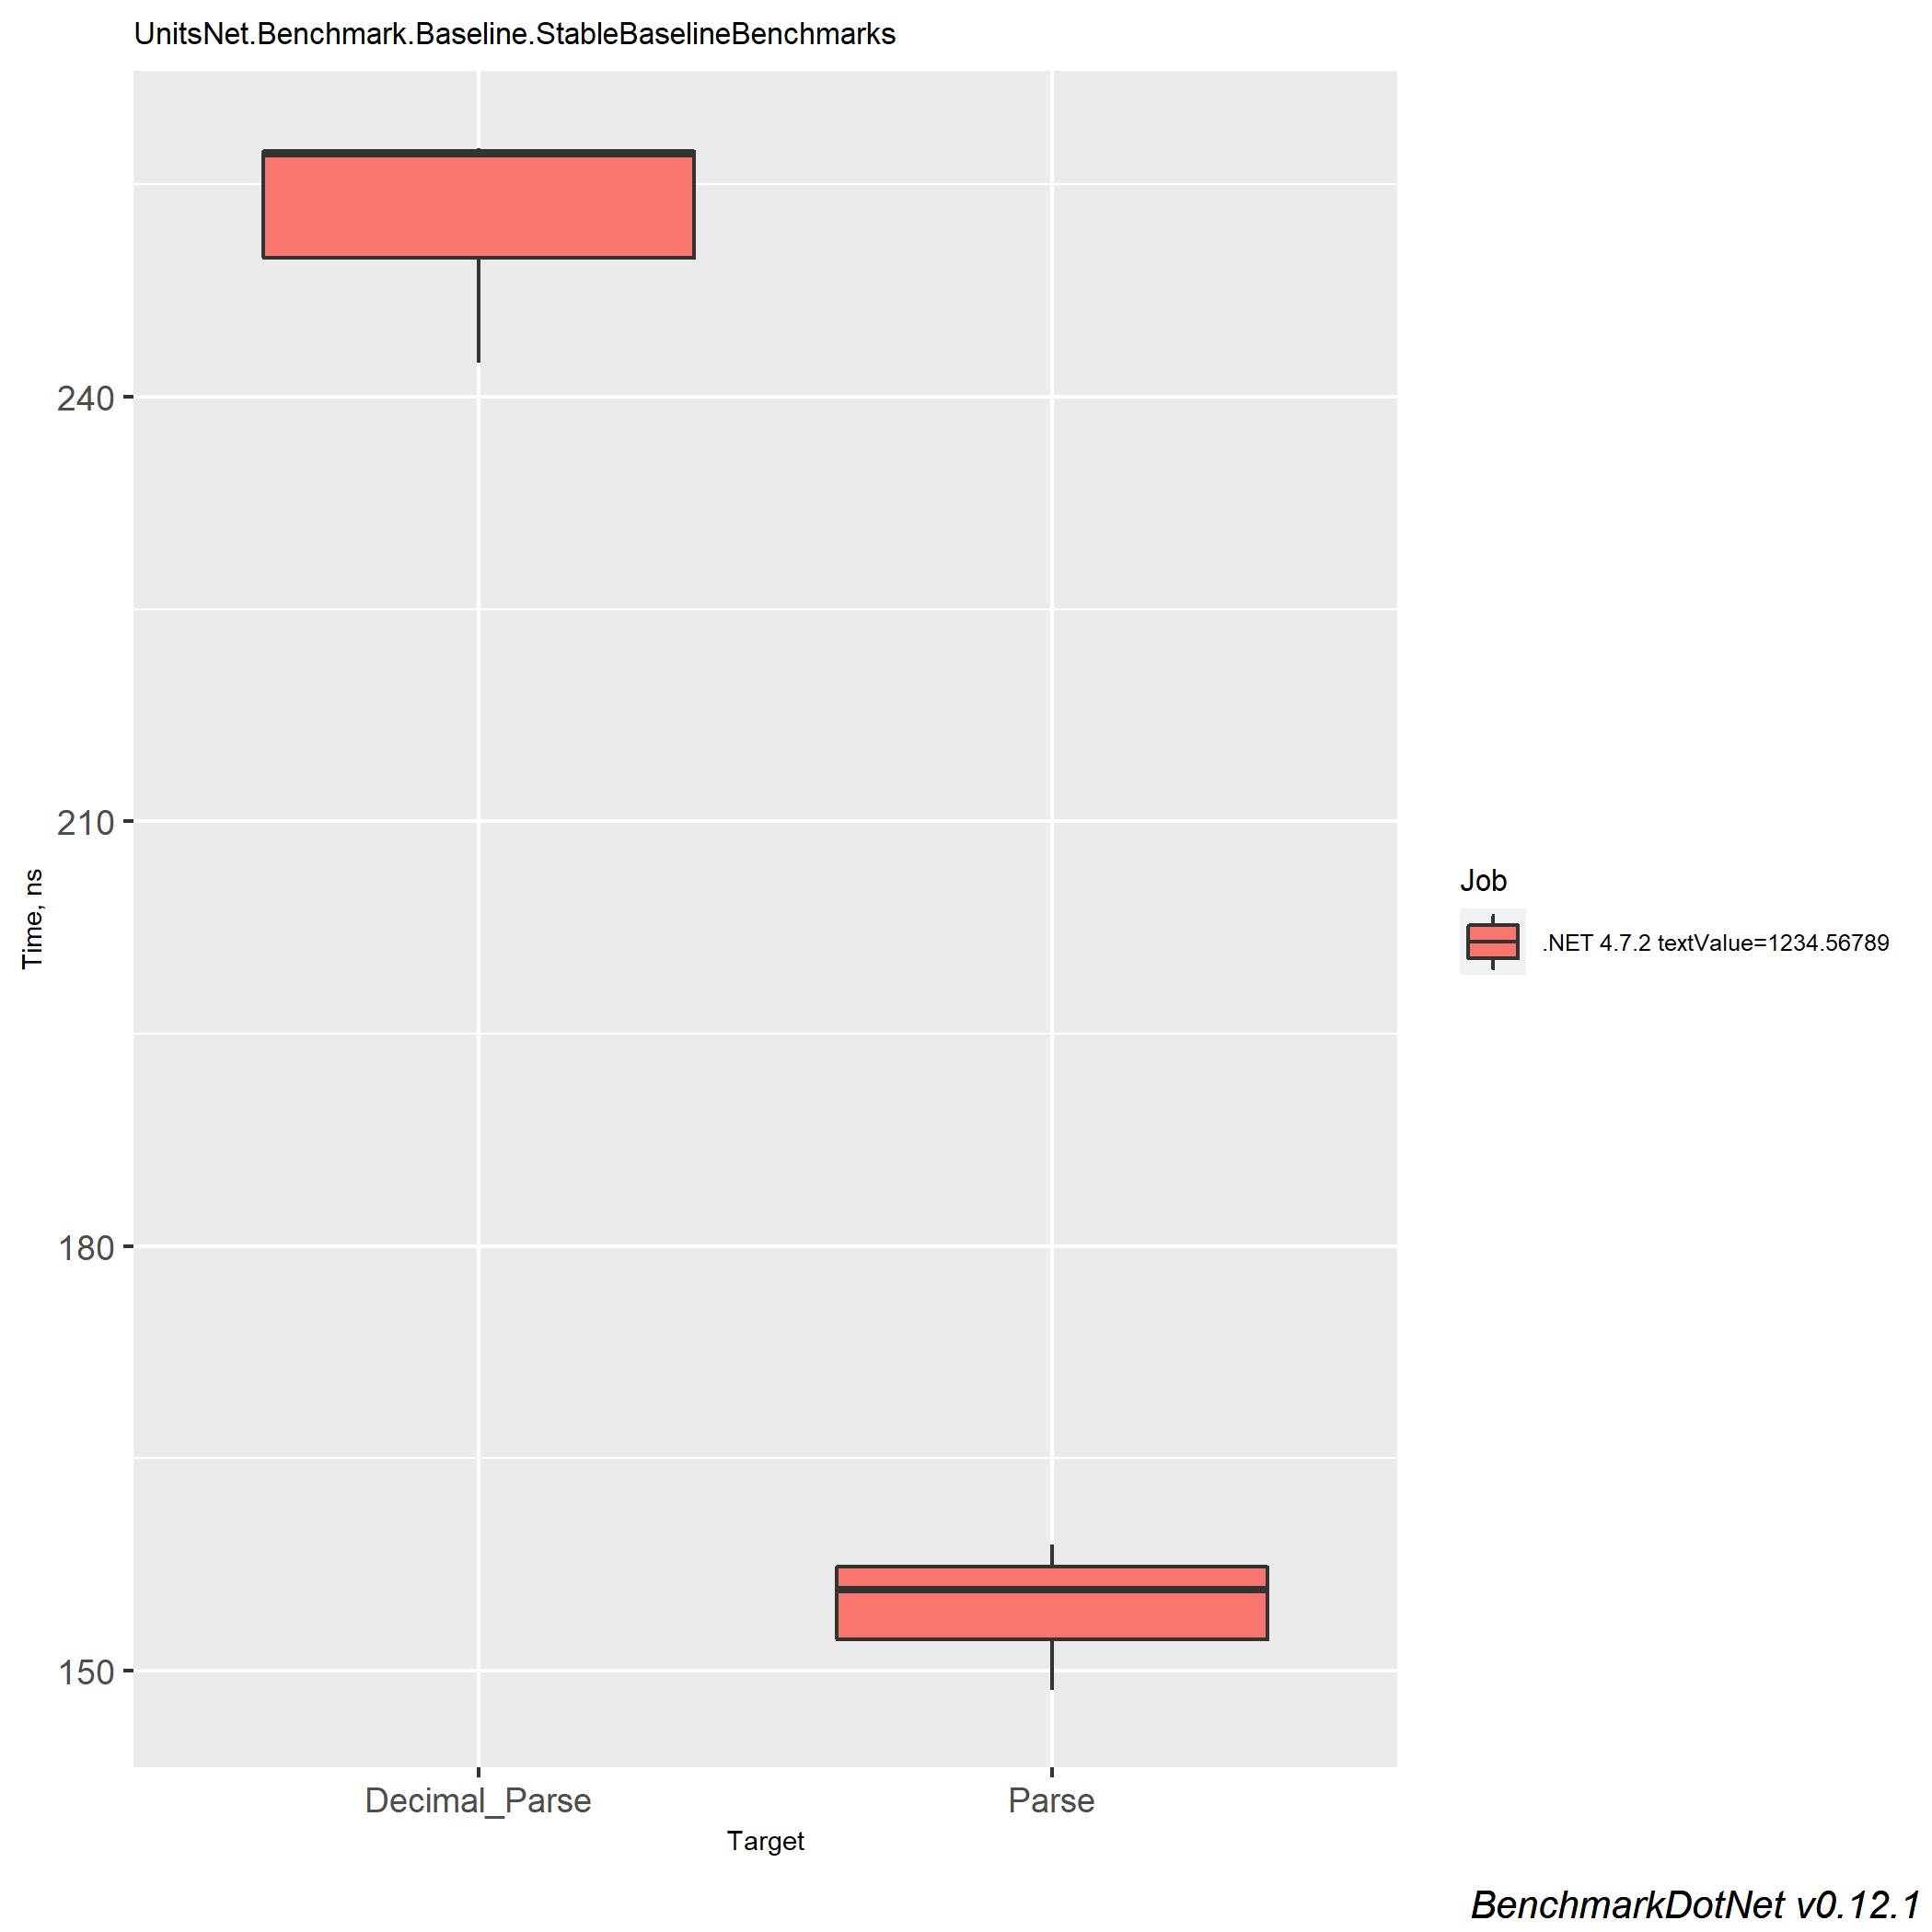 UnitsNet.Benchmark.Baseline.StableBaselineBenchmarks
240
210
180
150
Time, ns
Decimal_Parse
Parse
Target
Job
.NET 4.7.2 textValue=1234.56789
BenchmarkDotNet v0.12.1